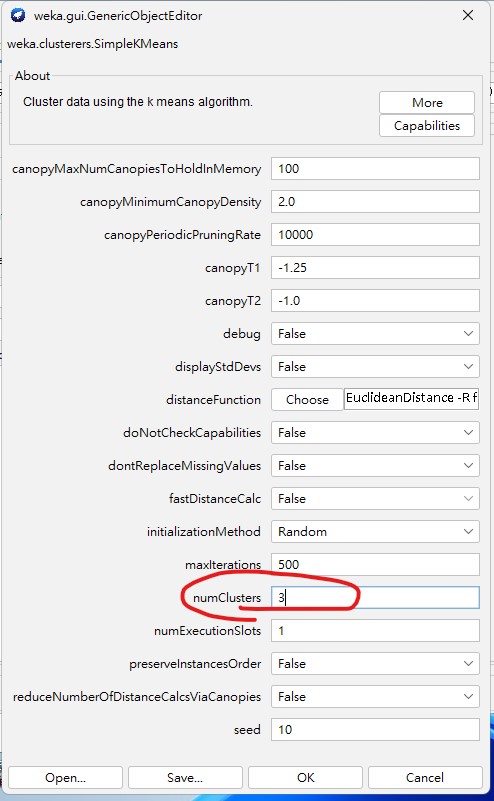 weka.gui.GenericObjectEditor
weka.clusterers.SimpleKMeans
About
Cluster data using the k means algorithm.
More
Capabilities
canopyMaxNumCanopiesToHoldInMemory 100
canopyMinimumCanopyDensity 2.0
canopyPeriodicPruningRate 10000
canopyT1 -1.25
canopyT2 -1.0
debug False
displayStdDevs False
distanceFunction Choose EuclideanDistance -R f
doNotCheckCapabilities False
dontReplaceMissingValues False
fastDistanceCalc False
initializationMethod Random
maxIterations 500
numClusters 3
numExecutionSlots 1
preserveInstancesOrder False
reduceNumberOfDistanceCalcsViaCanopies False
seed 10
Open... Save... OK Cancel